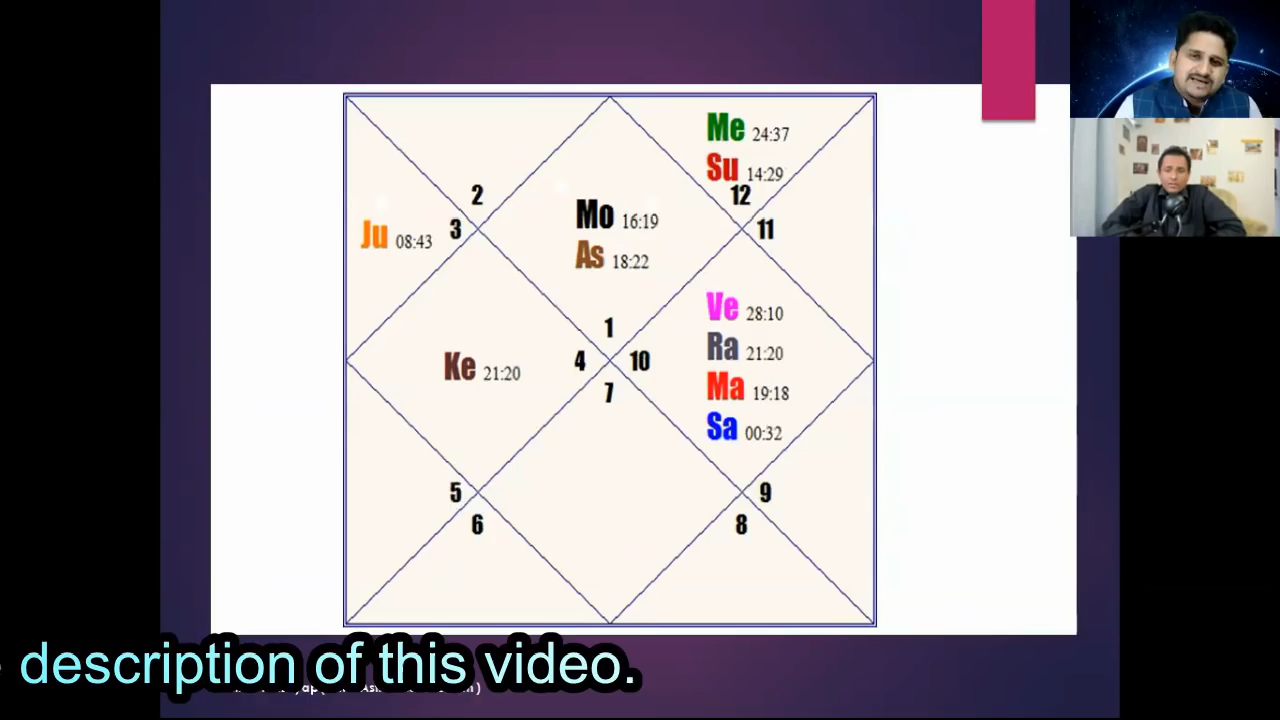 Me 24:37
Su 14:29
12
2
Mo 16:19
Ju 08:43
3
11
As 18:22
Ve 28:10
1
Ra 21:20
Ke 21:20
4
10
Ma 19:18
7
Sa 00:32
5
9
6
8
description of this video.